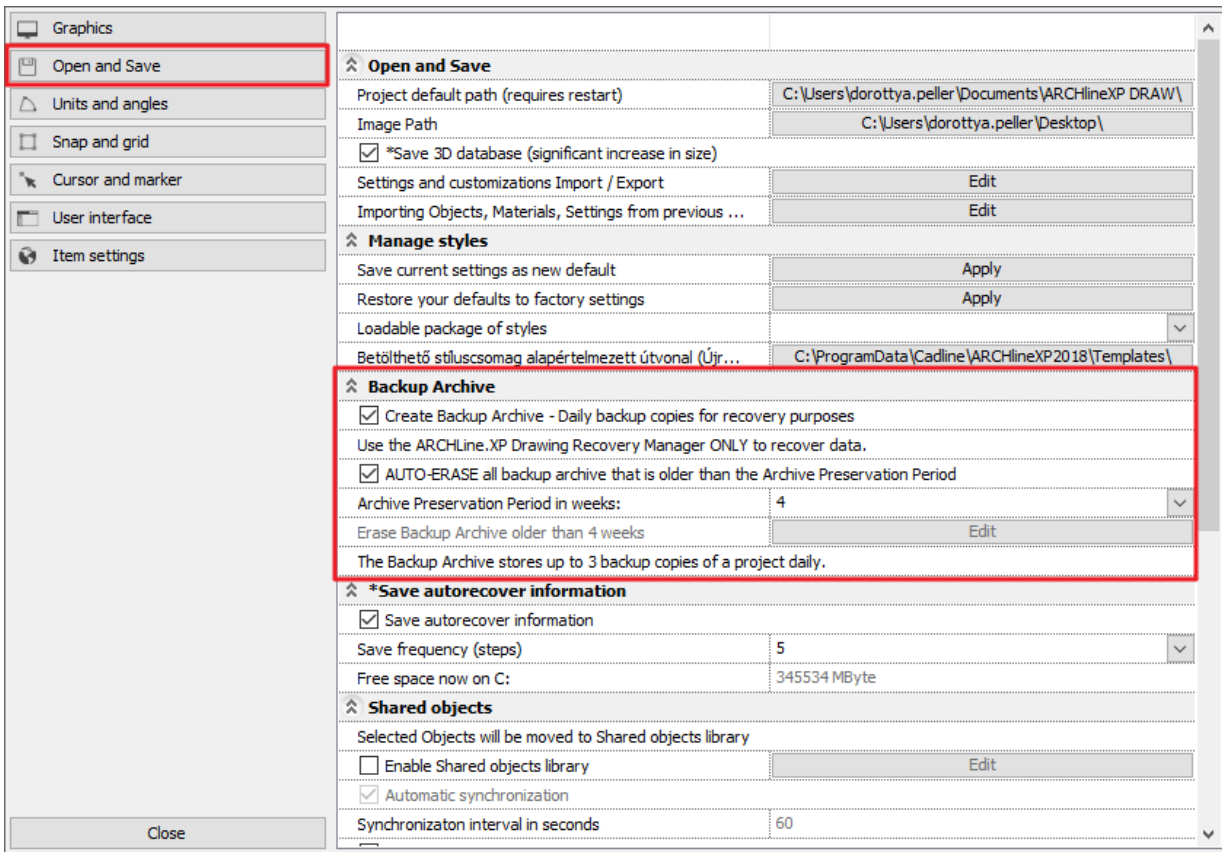 Graphics
Open and Save
Units and angles
Snap and grid
Cursor and marker
User interface
Item settings
Close
Open and Save
Project default path (requires restart) C:\Users\dorottya.peller\Documents\ARCHlineXP DRAW\
Image Path C:\Users\dorottya.peller\Desktop\
*Save 3D database (significant increase in size)
Settings and customizations Import / Export Edit
Importing Objects, Materials, Settings from previous ... Edit
Manage styles
Save current settings as new default Apply
Restore your defaults to factory settings Apply
Loadable package of styles
Betölthető stíluscsomag alapértelmezett útvonal (Újr... C:\ProgramData\Cadline\ARCHlineXP2018\Templates\
Backup Archive
Create Backup Archive - Daily backup copies for recovery purposes
Use the ARCHLine.XP Drawing Recovery Manager ONLY to recover data.
AUTO-ERASE all backup archive that is older than the Archive Preservation Period
Archive Preservation Period in weeks: 4
Erase Backup Archive older than 4 weeks Edit
The Backup Archive stores up to 3 backup copies of a project daily.
*Save autorecover information
Save autorecover information
Save frequency (steps) 5
Free space now on C: 345534 MByte
Shared objects
Selected Objects will be moved to Shared objects library
Enable Shared objects library Edit
Automatic synchronization
Synchronizaton interval in seconds 60